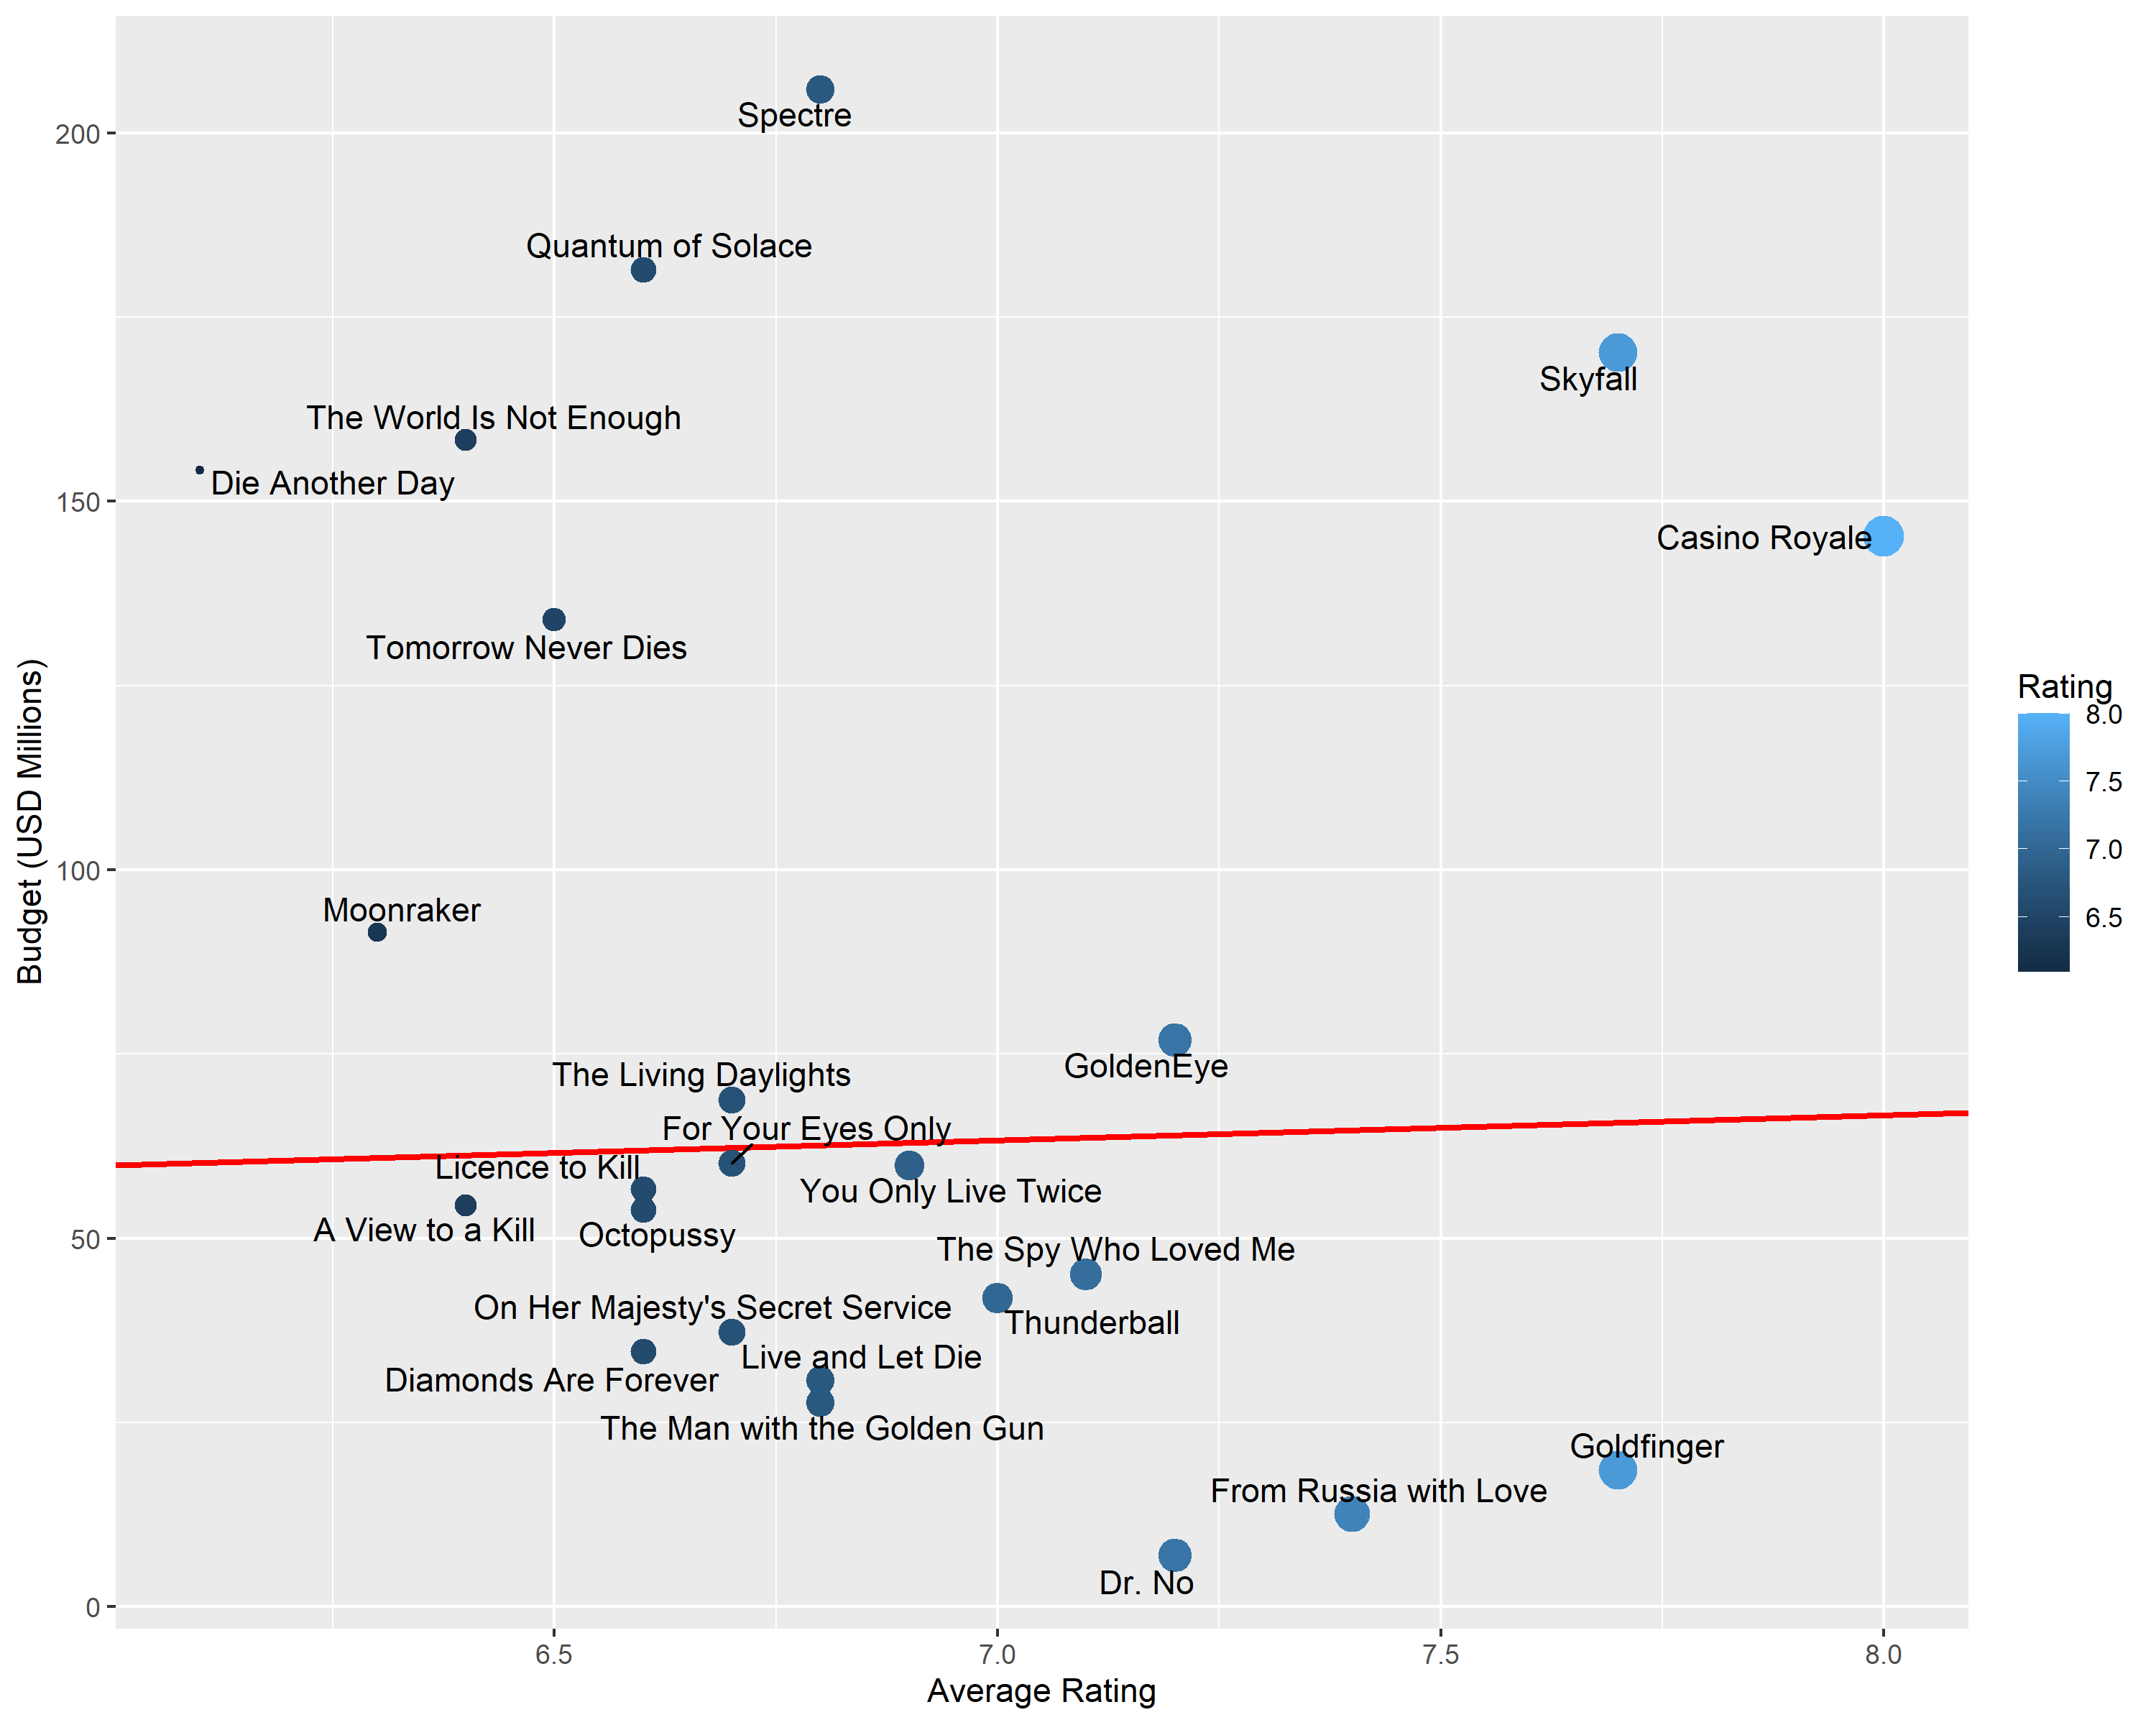 Spectre
200
Quantum of Solace
Skyfall
The World Is Not Enough
Die Another Day
150
Casino Royale
Tomorrow Never Dies
Budget (USD Millions)
Rating
8.0
7.5
7.0
6.5
100
Moonraker
GoldenEye
The Living Daylights
For Your Eyes Only
Licence to Kill
You Only Live Twice
A View to a Kill
Octopussy
50
The Spy Who Loved Me
On Her Majesty's Secret Service
Thunderball
Live and Let Die
Diamonds Are Forever
The Man with the Golden Gun
Goldfinger
From Russia with Love
Dr. No
0
6.5 7.0 7.5 8.0
Average Rating